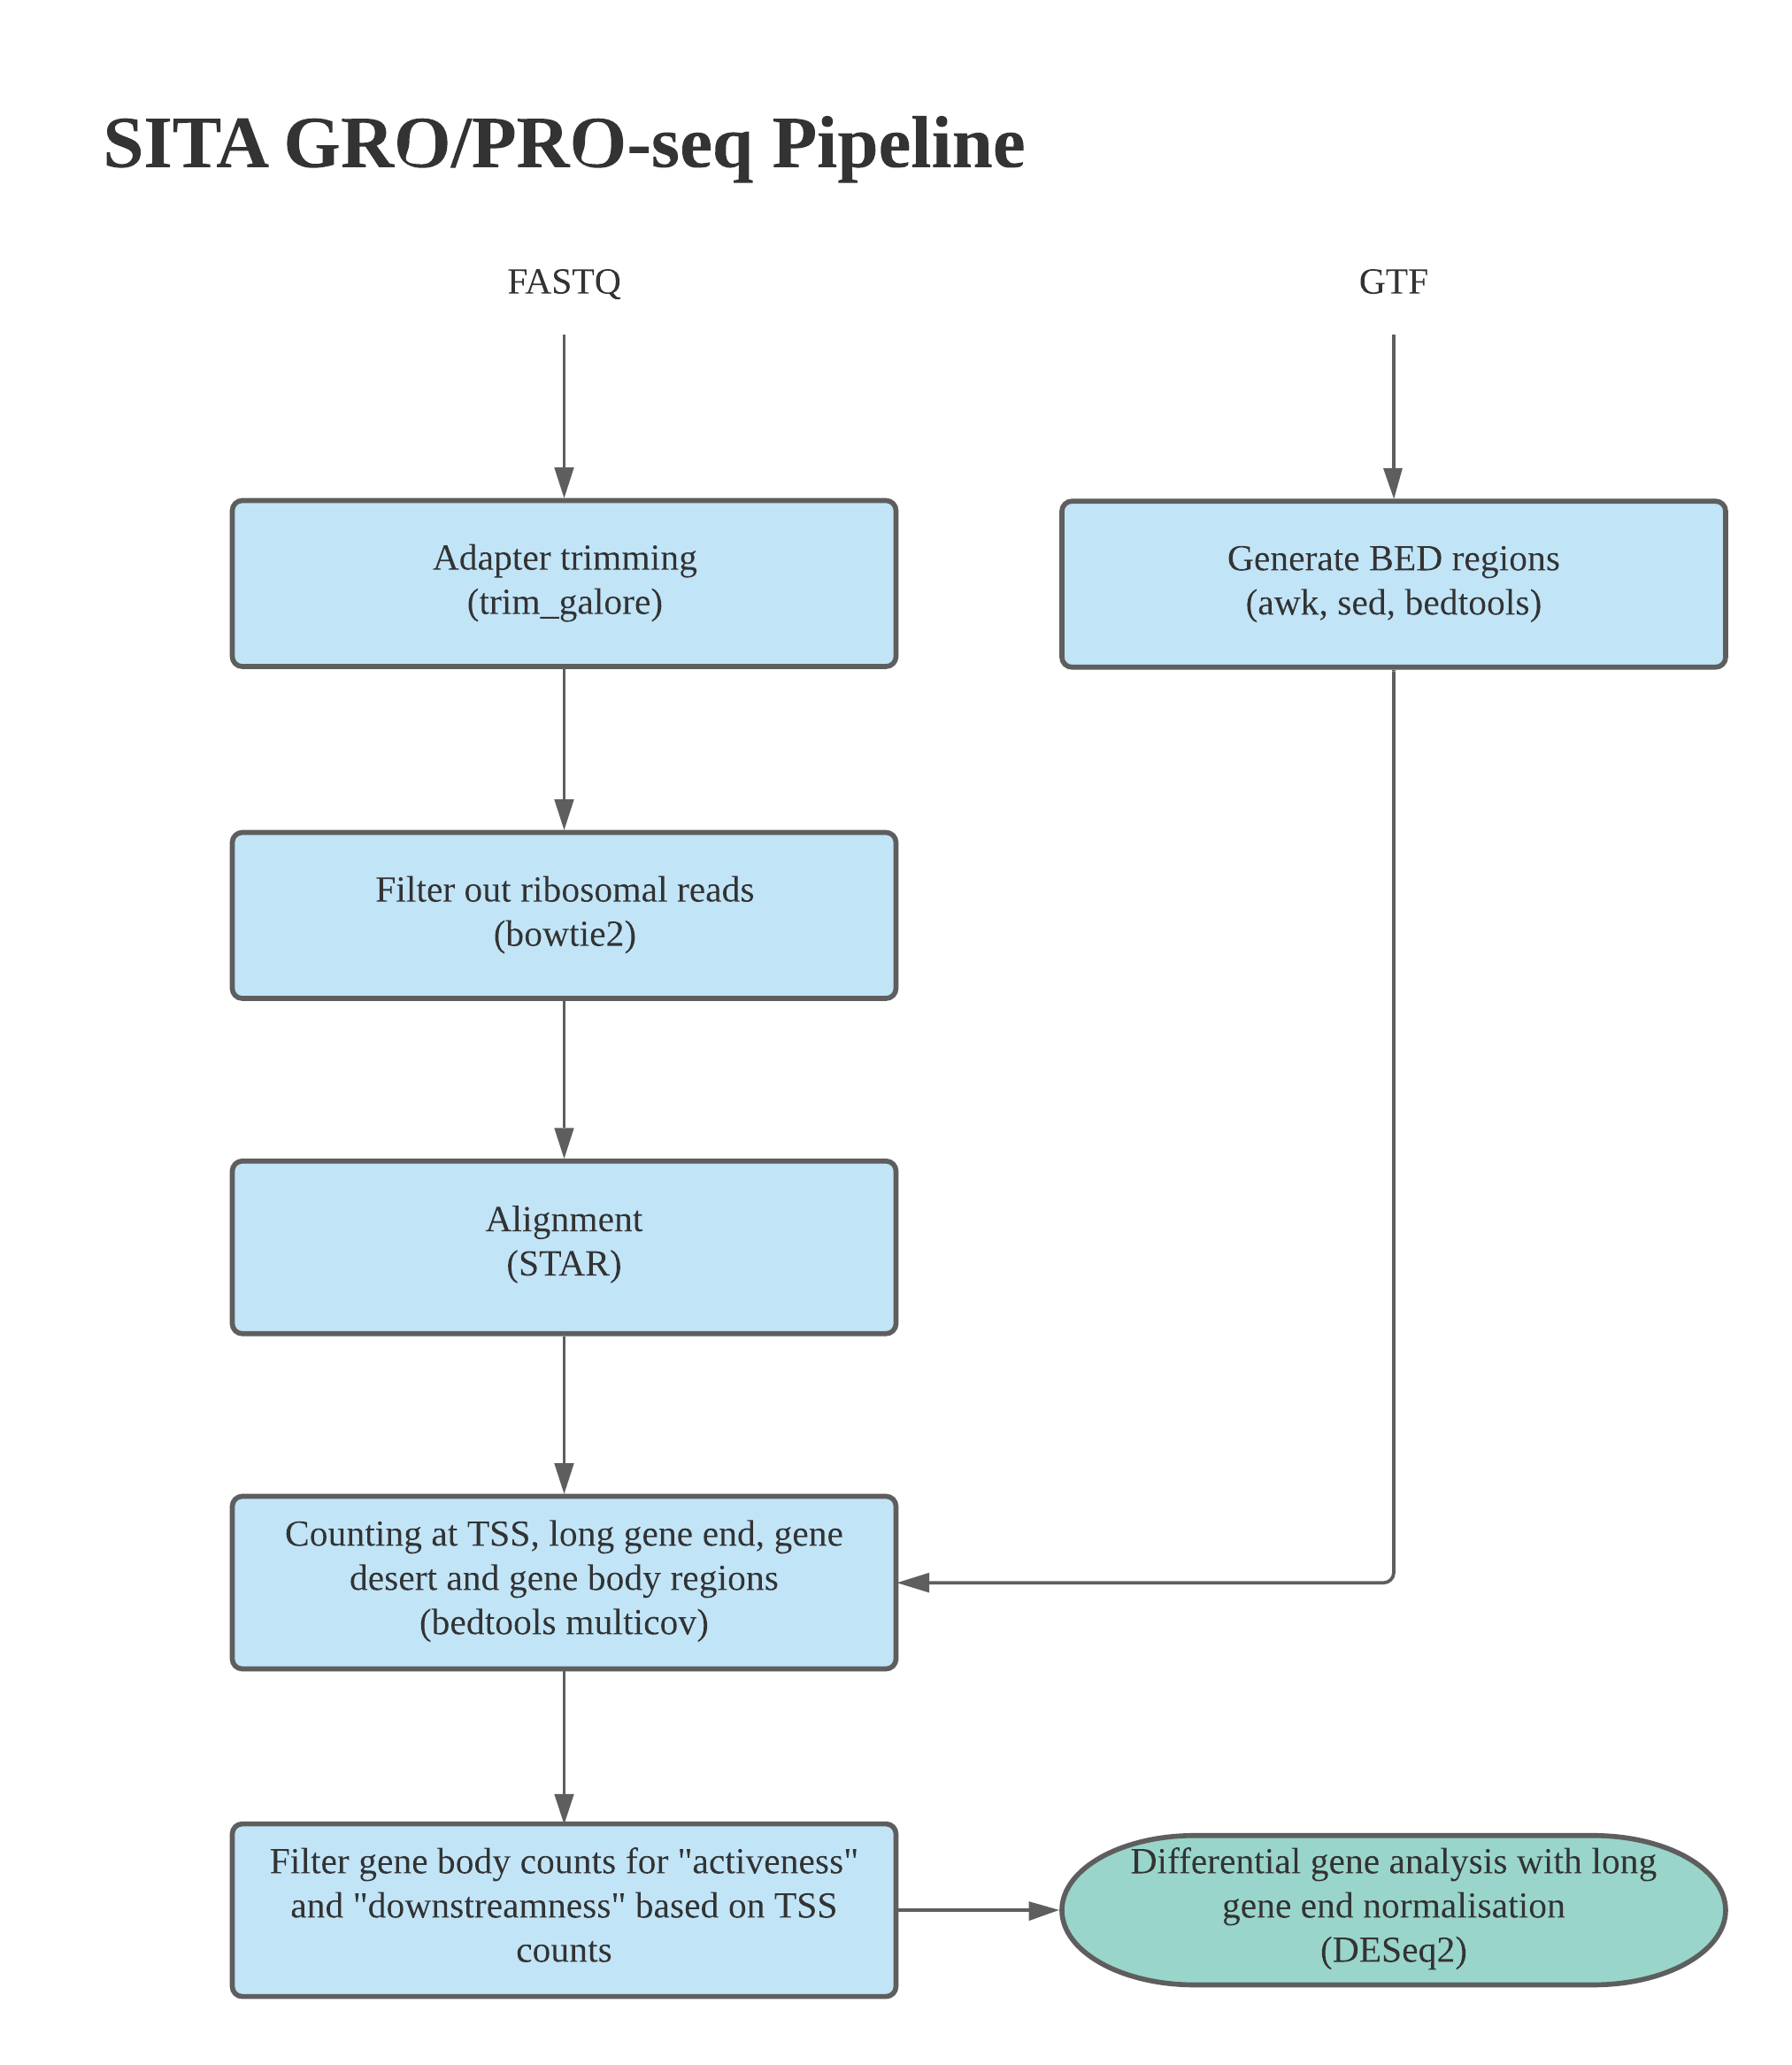 SITA GRO/PRO-seq Pipeline
FASTQ
GTF
Adapter trimming
(trim_galore)
Generate BED regions
(awk, sed, bedtools)
Filter out ribosomal reads
(bowtie2)
Alignment
(STAR)
Counting at TSS, long gene end, gene
desert and gene body regions
(bedtools multicov)
Filter gene body counts for "activeness"
and "downstreamness" based on TSS
counts
Differential gene analysis with long
gene end normalisation
(DESeq2)